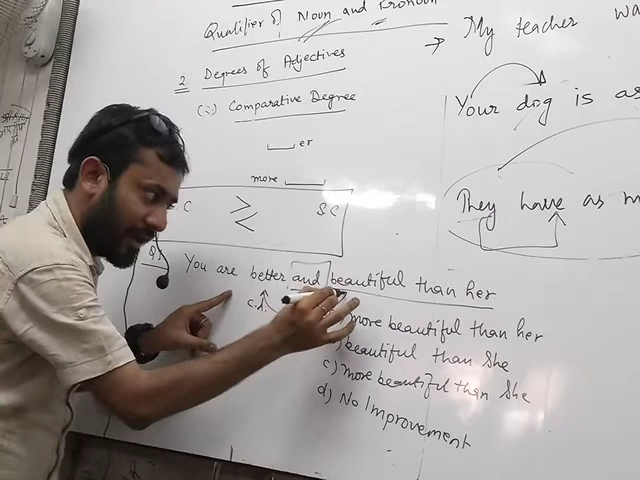 Qualifier of Noun and Pronoun
2 Degrees of Adjectives
(ii) Comparative Degree
er
more
C. > < S C
Q. You are better and beautiful than her
C.D.
more beautiful than her
beautiful than She
c) more beautiful than She
d) No Improvement
→ My teacher wa
Your dog is as
They have as m